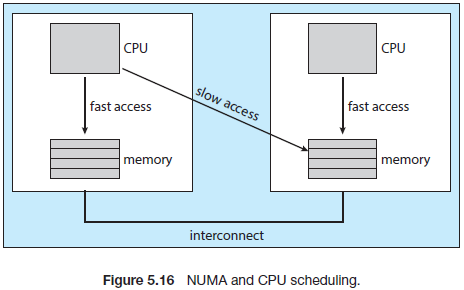 CPU
CPU
slow access
fast access
fast access
memory
memory
interconnect
Figure 5.16 NUMA and CPU scheduling.